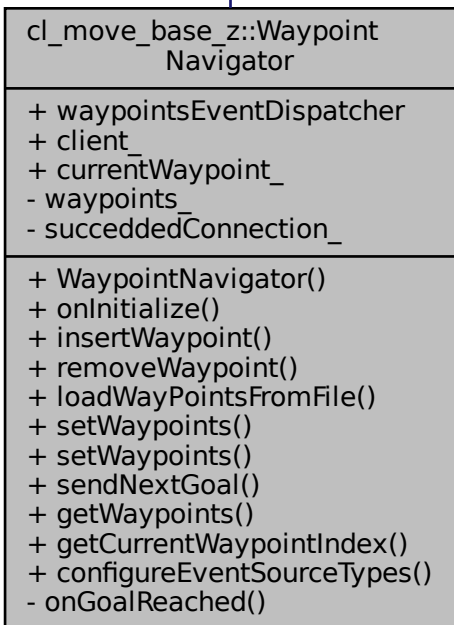 cl_move_base_z::Waypoint
Navigator
+ waypointsEventDispatcher
+ client_
+ currentWaypoint_
- waypoints_
- succeddedConnection_
+ WaypointNavigator()
+ onInitialize()
+ insertWaypoint()
+ removeWaypoint()
+ loadWayPointsFromFile()
+ setWaypoints()
+ setWaypoints()
+ sendNextGoal()
+ getWaypoints()
+ getCurrentWaypointIndex()
+ configureEventSourceTypes()
- onGoalReached()